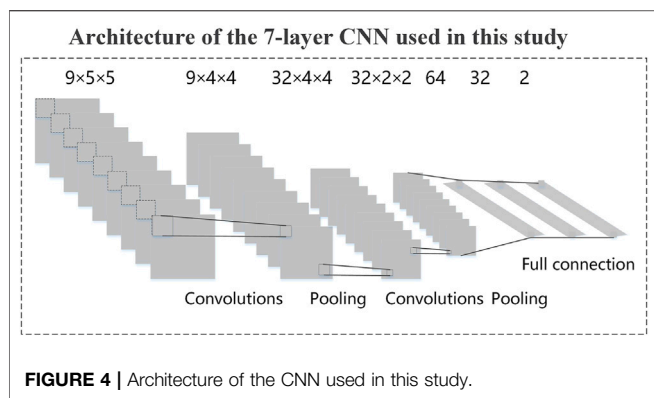 Architecture of the 7-layer CNN used in this study
9×5×5 9×4×4 32×4×4 32×2×2 64 32 2
Full connection
Convolutions Pooling Convolutions Pooling
FIGURE 4 | Architecture of the CNN used in this study.